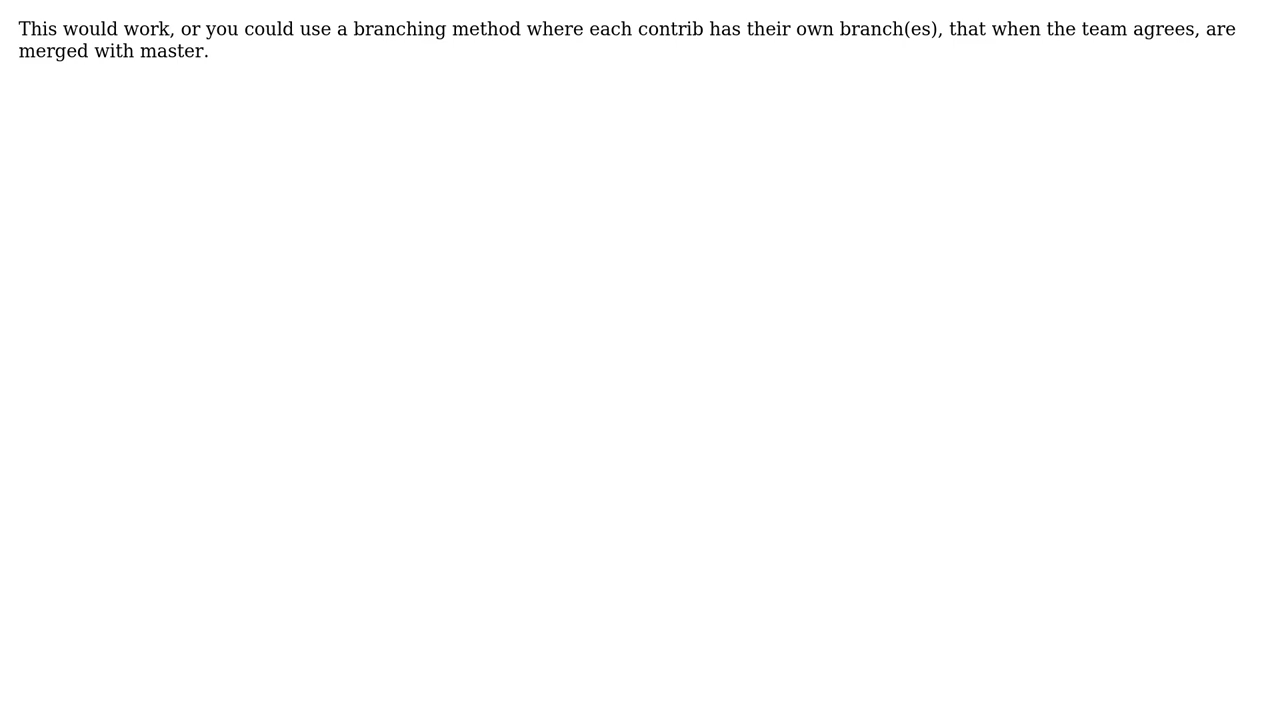 This would work, or you could use a branching method where each contrib has their own branch(es), that when the team agrees, are
merged with master.